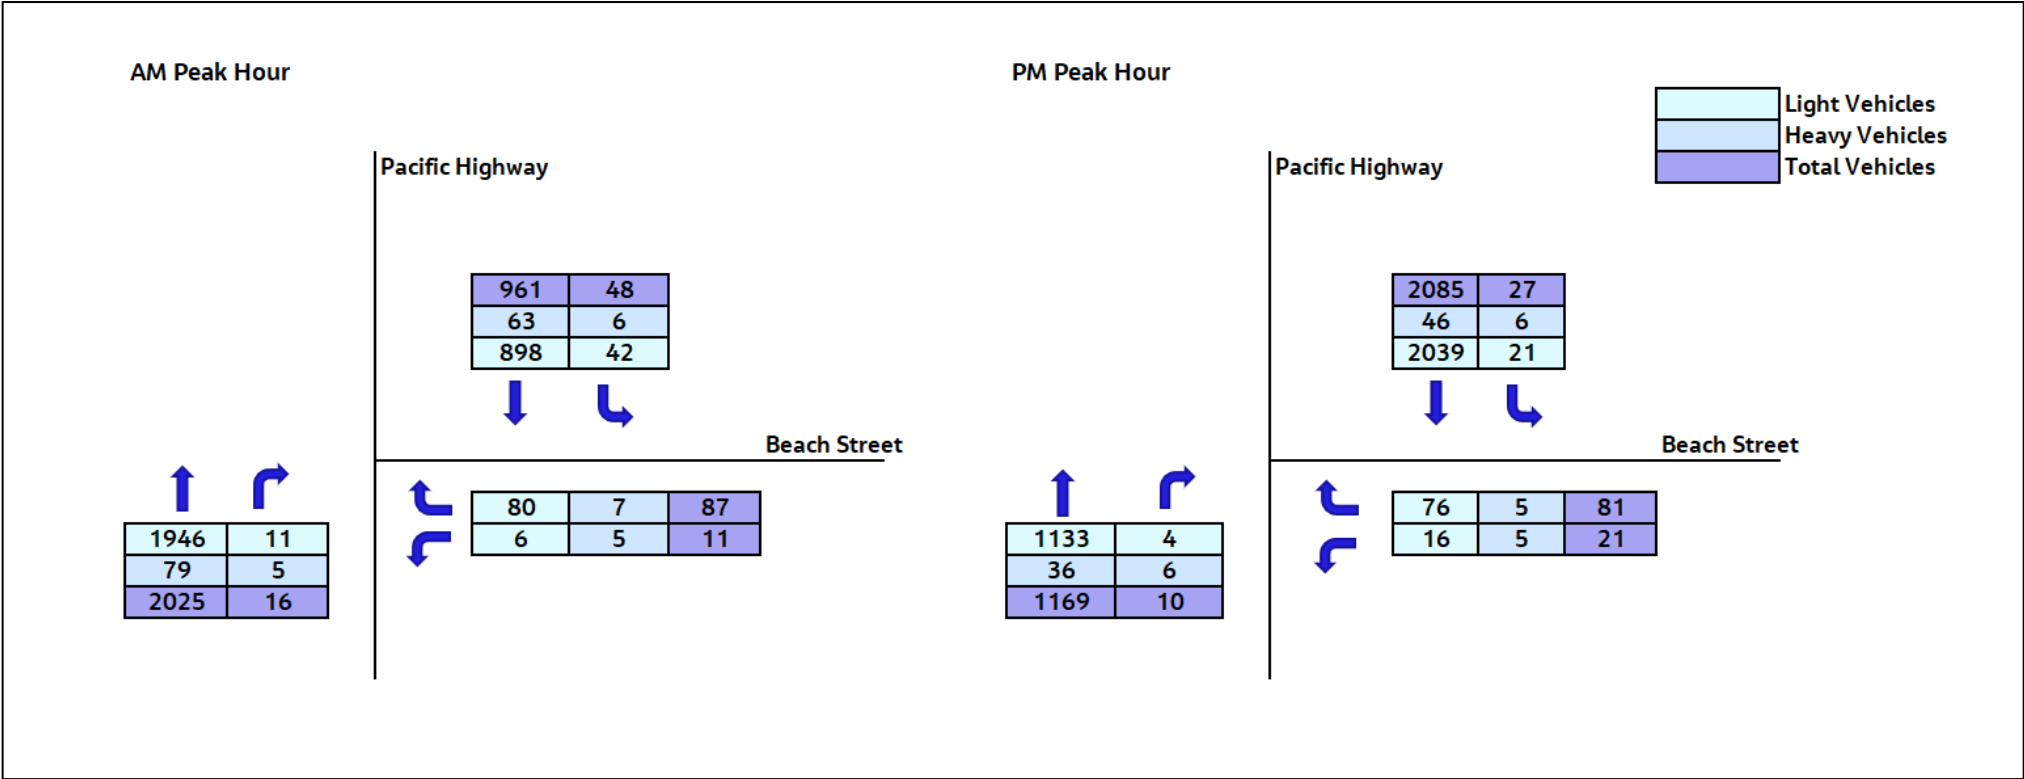 AM Peak Hour
PM Peak Hour
Light Vehicles
Heavy Vehicles
Total Vehicles
Pacific Highway
961 48
63 6
898 42
Beach Street
80 7 87
6 5 11
1946 11
79 5
2025 16
Pacific Highway
2085 27
46 6
2039 21
Beach Street
76 5 81
16 5 21
1133 4
36 6
1169 10